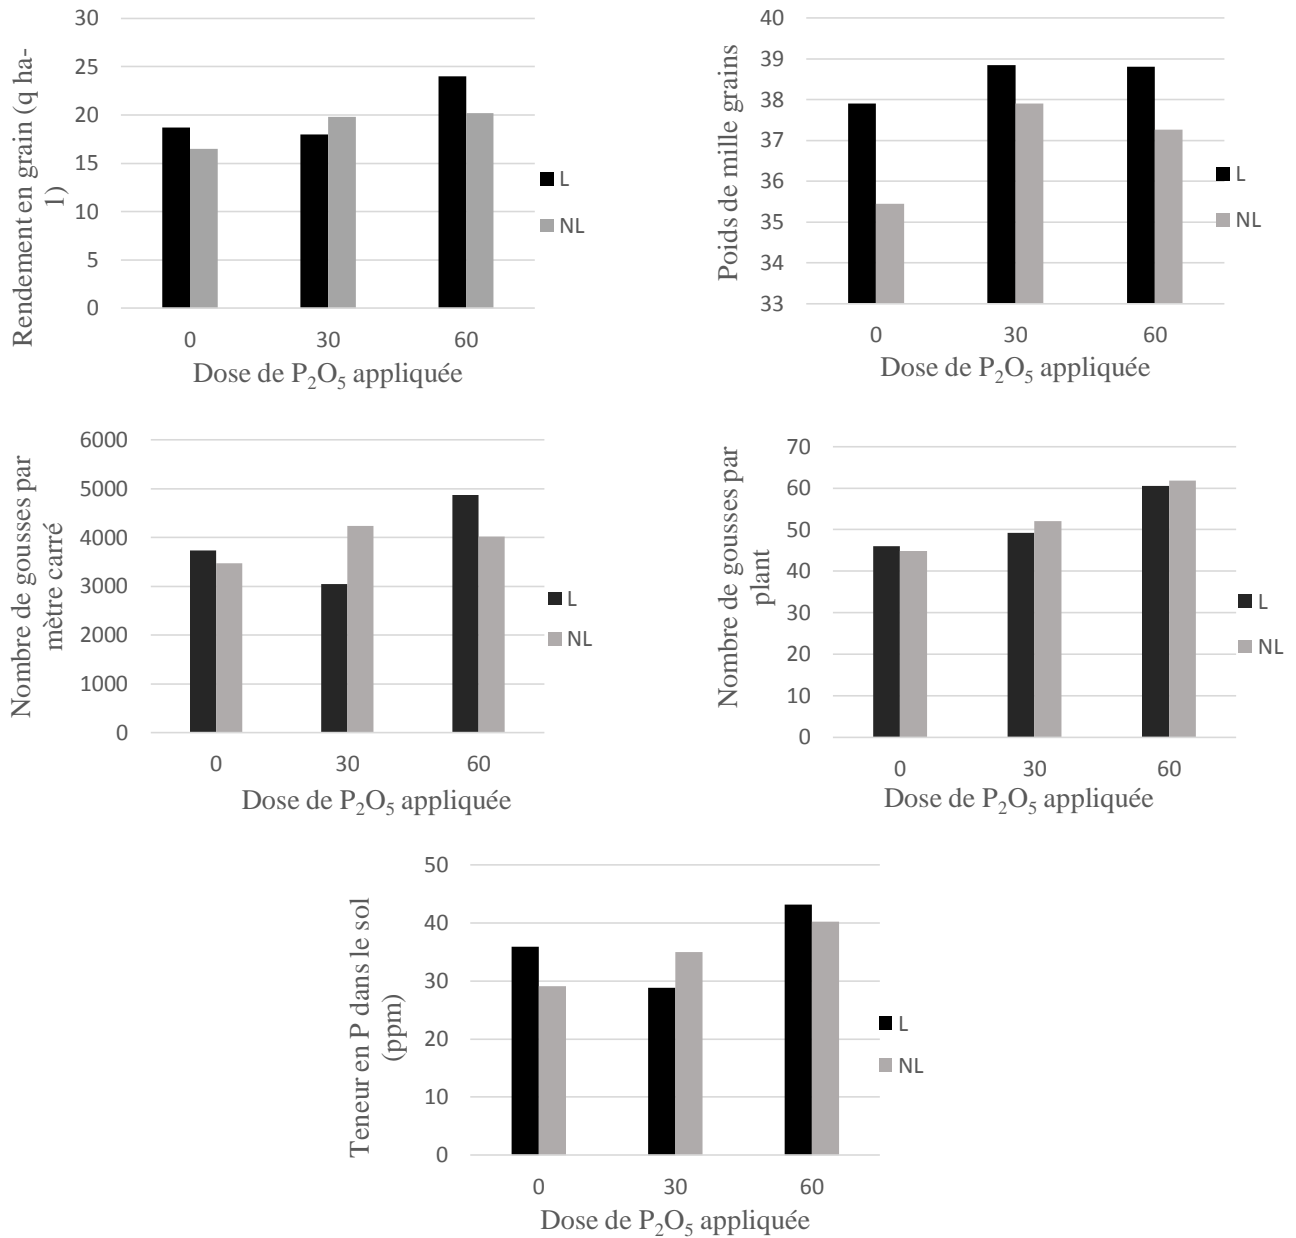 Rendement en grain (q ha-
1)
30
25
20
15
10
5
0
0 30 60
Dose de P₂O₅ appliquée
L
NL
Poids de mille grains
40
39
38
37
36
35
34
33
0 30 60
Dose de P₂O₅ appliquée
L
NL
Nombre de gousses par
mètre carré
6000
5000
4000
3000
2000
1000
0
0 30 60
Dose de P₂O₅ appliquée
L
NL
Nombre de gousses par
plant
70
60
50
40
30
20
10
0
0 30 60
Dose de P₂O₅ appliquée
L
NL
Teneur en P dans le sol
(ppm)
50
40
30
20
10
0
0 30 60
Dose de P₂O₅ appliquée
L
NL